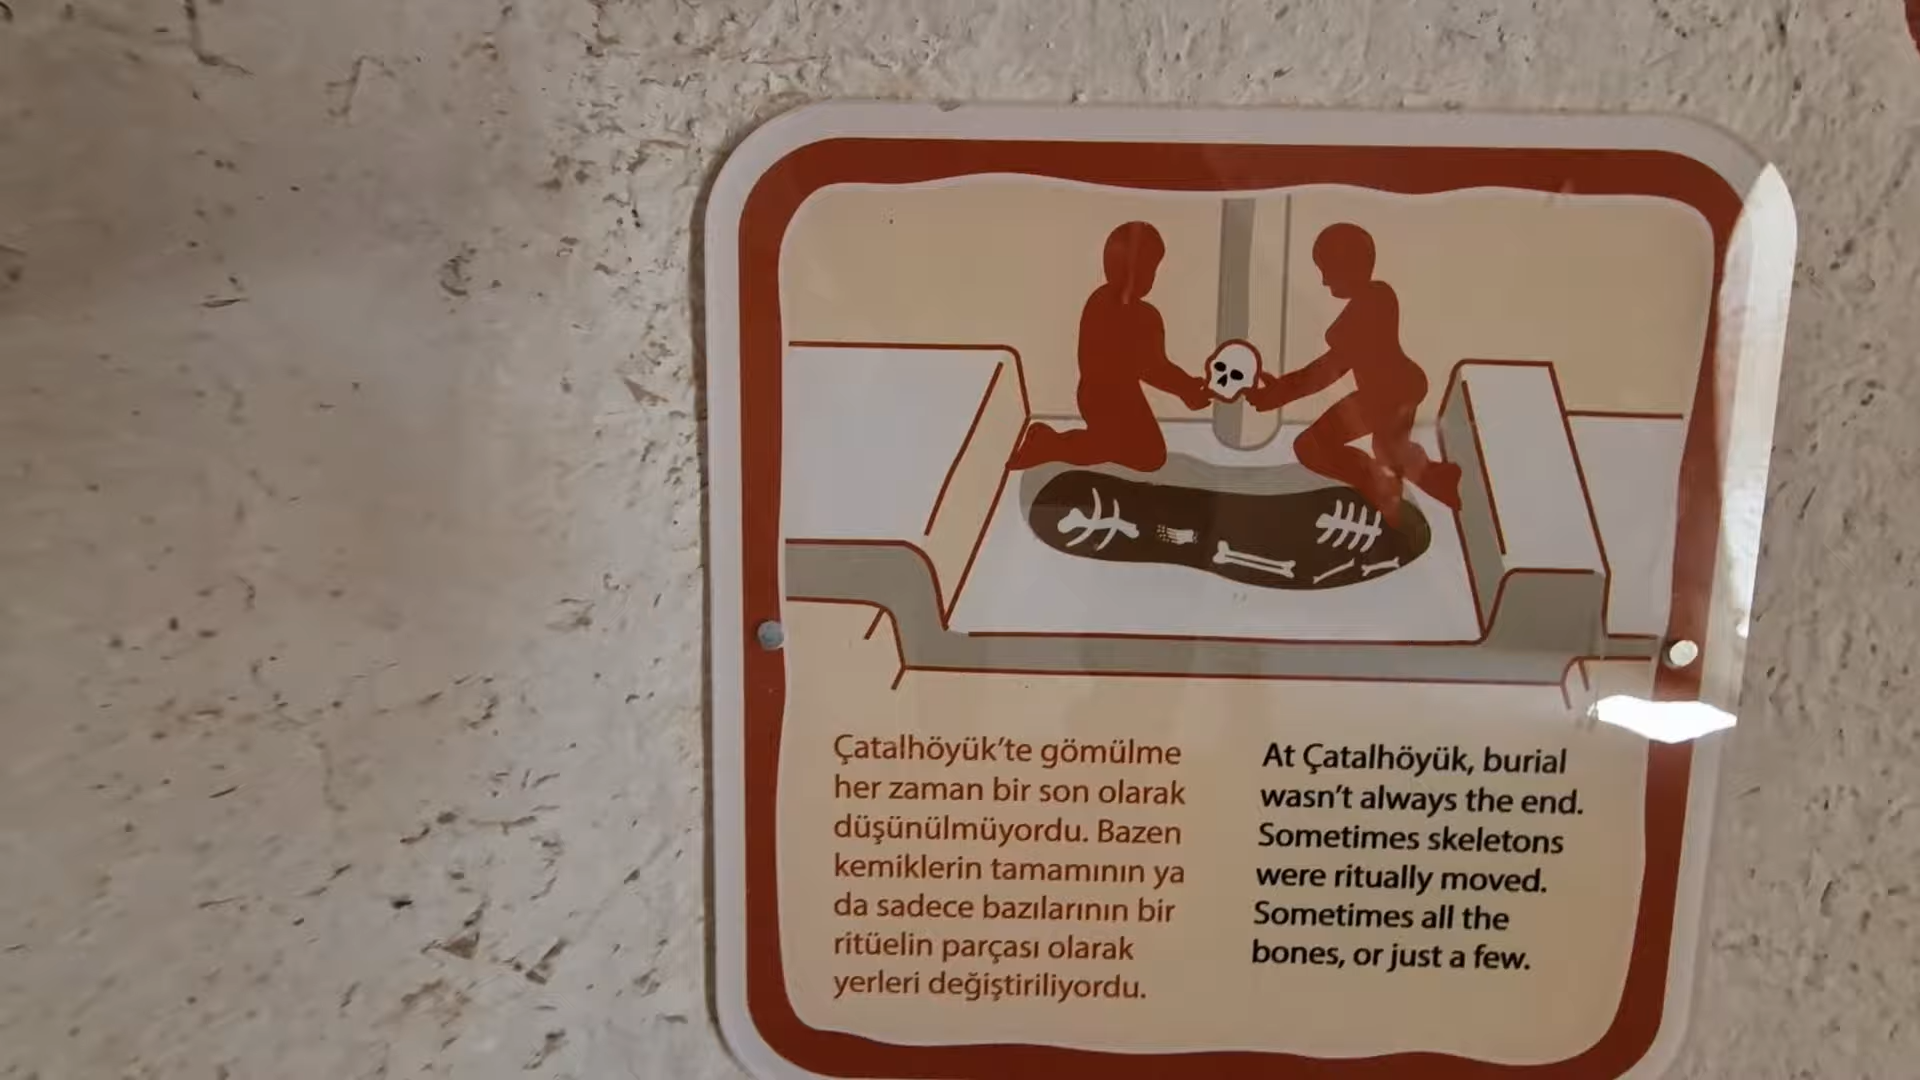 Çatalhöyük'te gömülme
her zaman bir son olarak
düşünülmüyordu. Bazen
kemiklerin tamamının ya
da sadece bazılarının bir
ritüelin parçası olarak
yerleri değiştiriliyordu.
At Çatalhöyük, burial
wasn't always the end.
Sometimes skeletons
were ritually moved.
Sometimes all the
bones, or just a few.